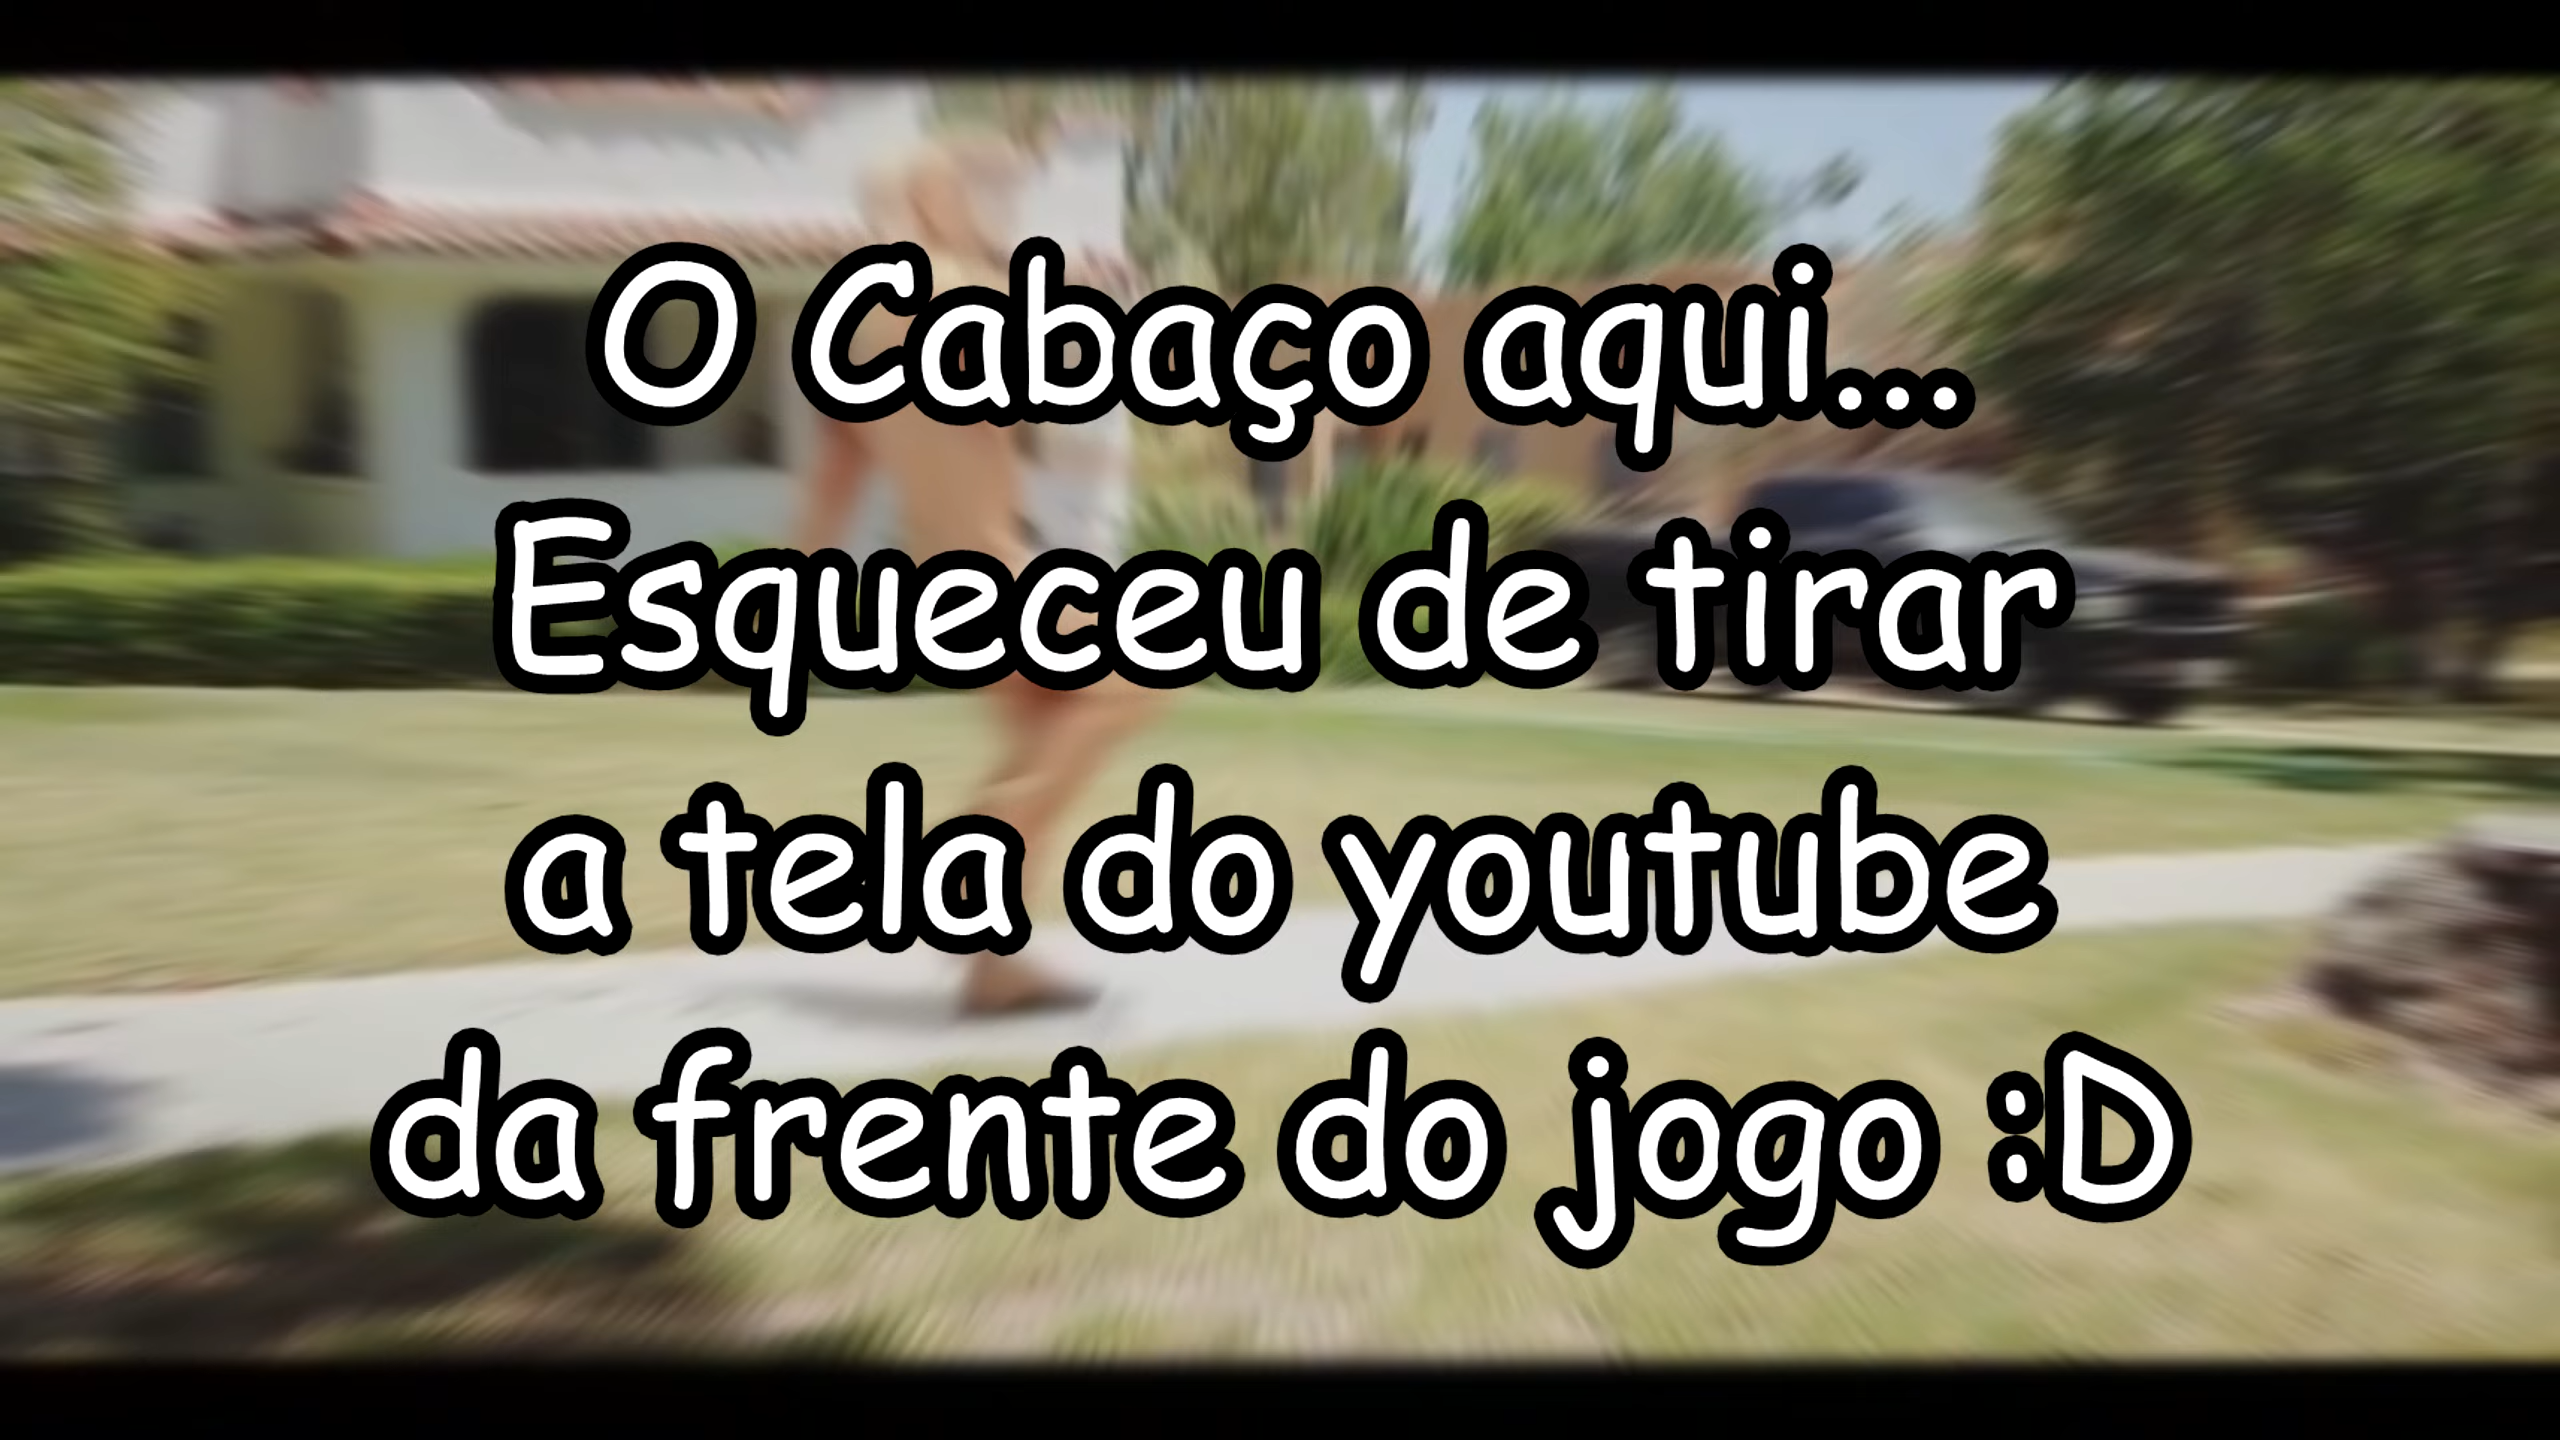 O Cabaço aqui...
Esqueceu de tirar
a tela do youtube
da frente do jogo :D